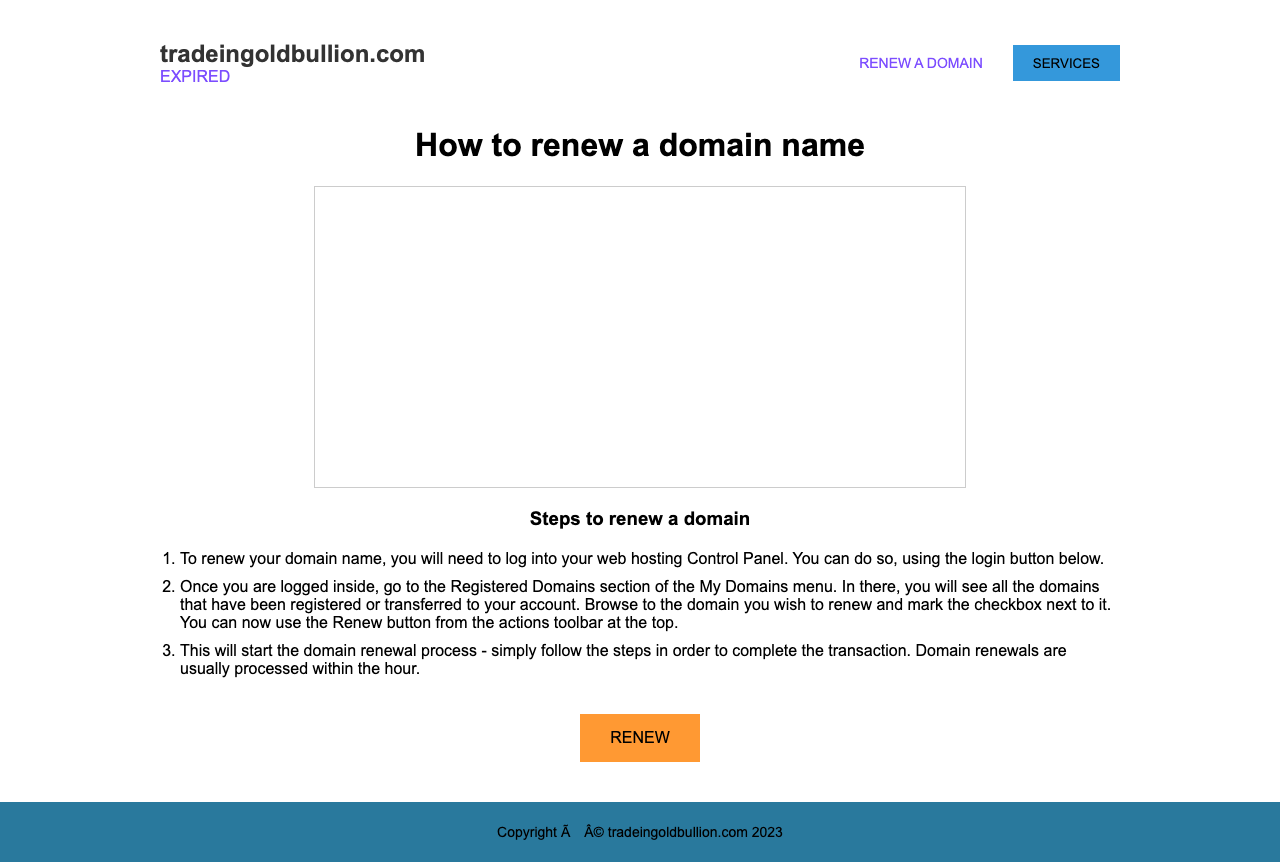 tradeingoldbullion.com
EXPIRED
RENEW A DOMAIN
SERVICES
How to renew a domain name
Steps to renew a domain
1. To renew your domain name, you will need to log into your web hosting Control Panel. You can do so, using the login button below.
2. Once you are logged inside, go to the Registered Domains section of the My Domains menu. In there, you will see all the domains
that have been registered or transferred to your account. Browse to the domain you wish to renew and mark the checkbox next to it.
You can now use the Renew button from the actions toolbar at the top.
3. This will start the domain renewal process - simply follow the steps in order to complete the transaction. Domain renewals are
usually processed within the hour.
RENEW
Copyright Ã Â© tradeingoldbullion.com 2023